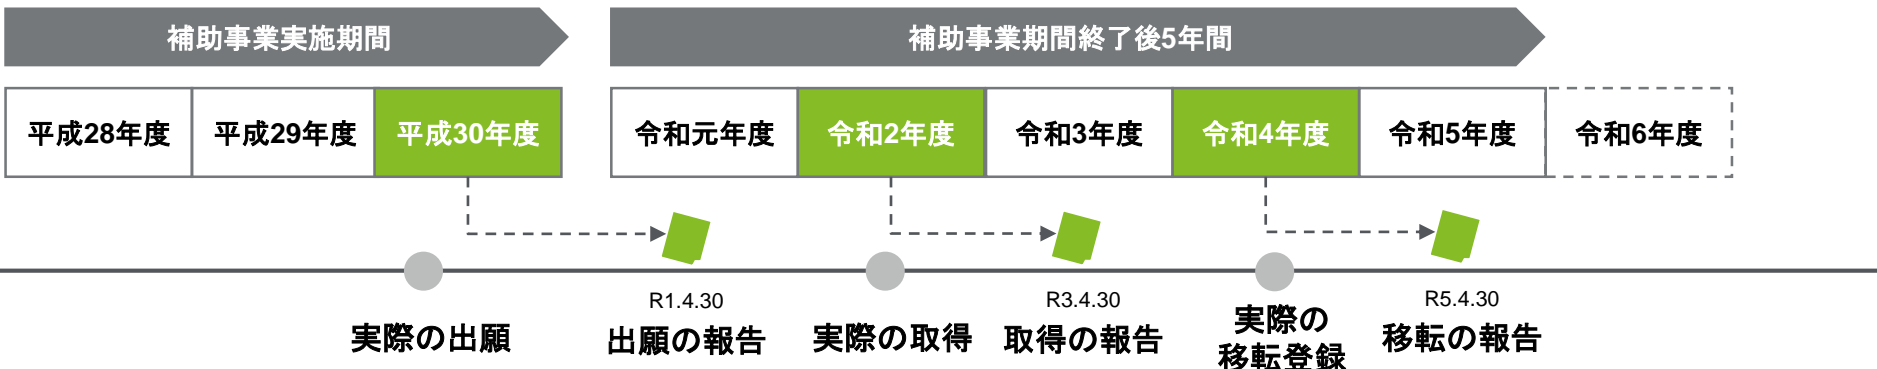 補助事業実施期間
補助事業期間終了後5年間
平成28年度
平成29年度
平成30年度
令和元年度
令和2年度
令和3年度
令和4年度
令和5年度
令和6年度
実際の出願
R1.4.30
出願の報告
実際の取得
R3.4.30
取得の報告
実際の
移転登録
R5.4.30
移転の報告